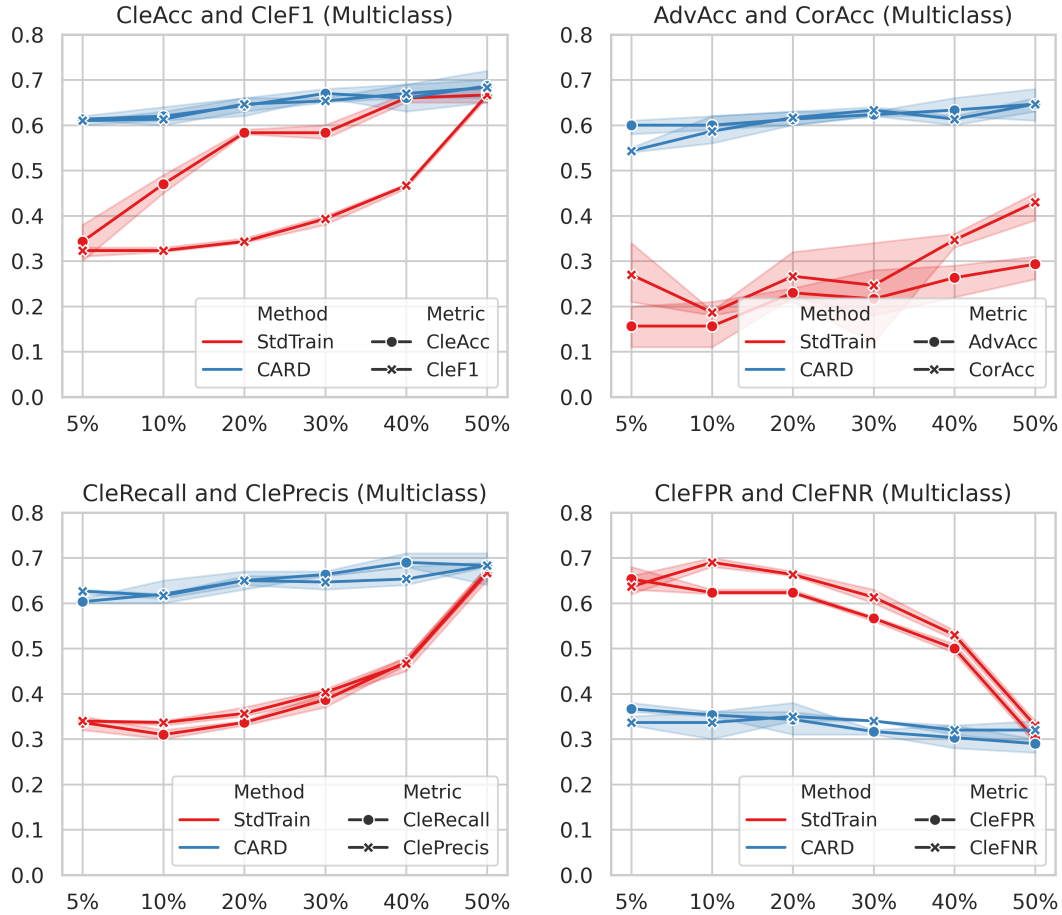 CleAcc and CleF1 (Multiclass)
0.8
0.7
0.6
0.5
0.4
0.3
0.2
0.1
0.0
Method Metric
StdTrain CleAcc
CARD CleF1
5% 10% 20% 30% 40% 50%
AdvAcc and CorAcc (Multiclass)
0.8
0.7
0.6
0.5
0.4
0.3
0.2
0.1
0.0
Method Metric
StdTrain AdvAcc
CARD CorAcc
5% 10% 20% 30% 40% 50%
CleRecall and ClePrecis (Multiclass)
0.8
0.7
0.6
0.5
0.4
0.3
0.2
0.1
0.0
Method Metric
StdTrain CleRecall
CARD ClePrecis
5% 10% 20% 30% 40% 50%
CleFPR and CleFNR (Multiclass)
0.8
0.7
0.6
0.5
0.4
0.3
0.2
0.1
0.0
Method Metric
StdTrain CleFPR
CARD CleFNR
5% 10% 20% 30% 40% 50%